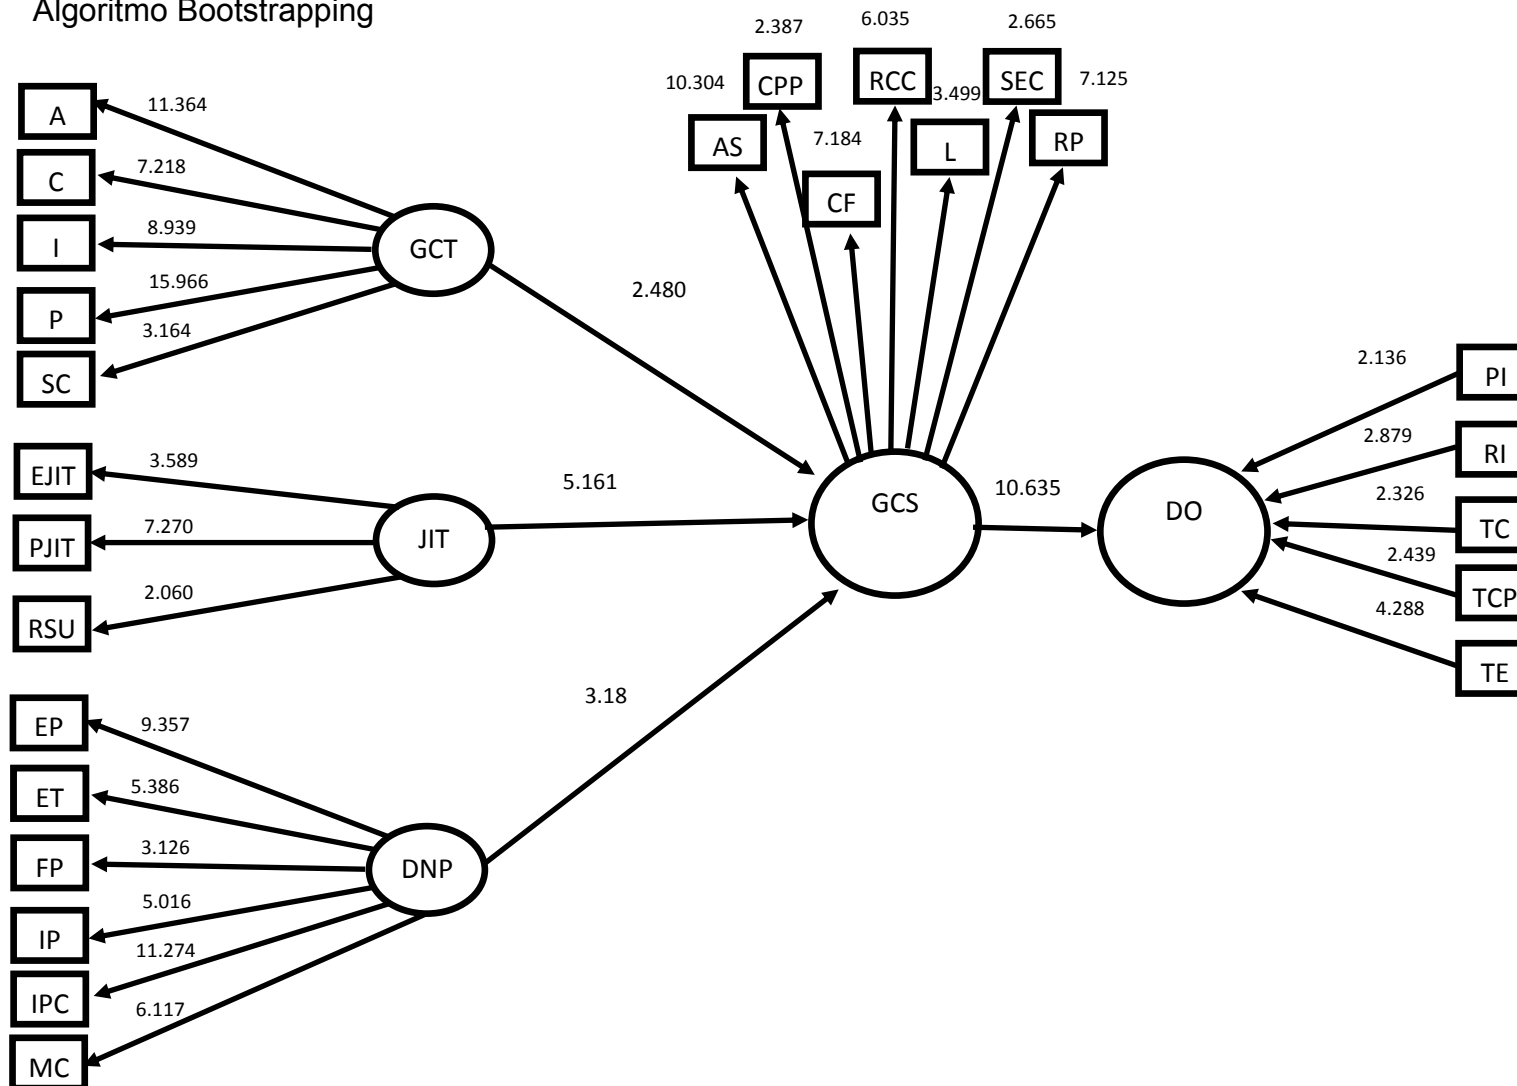 Algoritmo Bootstrapping
A
11.364
C
7.218
I
8.939
P
15.966
SC
3.164
GCT
2.480
EJIT
3.589
PJIT
7.270
RSU
2.060
JIT
5.161
EP
9.357
ET
5.386
FP
3.126
IP
5.016
IPC
11.274
MC
6.117
DNP
3.18
10.304
AS
2.387
CPP
7.184
CF
6.035
RCC
3.499
L
2.665
SEC
7.125
RP
GCS
10.635
DO
2.136
PI
2.879
RI
2.326
TC
2.439
TCP
4.288
TE